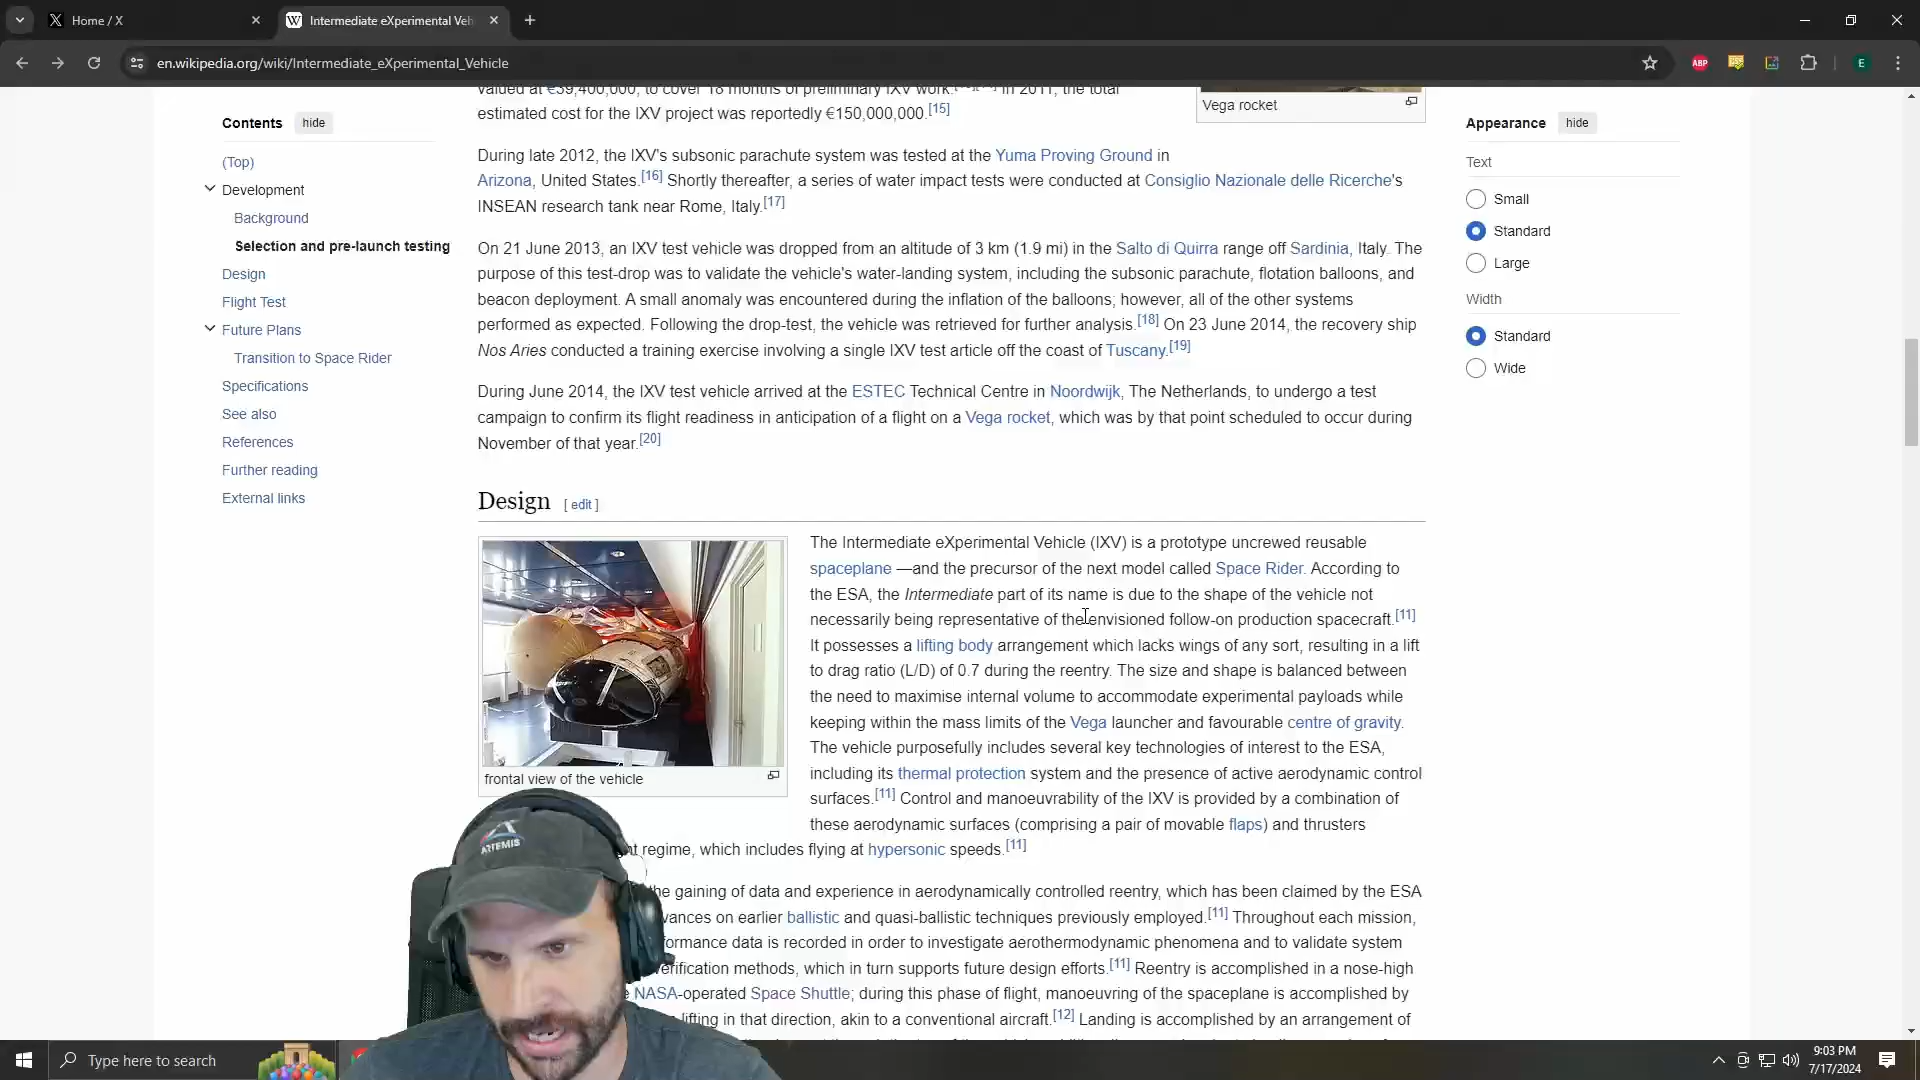 Home / X
Intermediate eXperimental Veh
en.wikipedia.org/wiki/Intermediate_eXperimental_Vehicle
ABP
E
Contents hide
(Top)
Development
Background
Selection and pre-launch testing
Design
Flight Test
Future Plans
Transition to Space Rider
Specifications
See also
References
Further reading
External links
valued at €39,400,000, to cover 18 months of preliminary IXV work. In 2011, the total
estimated cost for the IXV project was reportedly €150,000,000.[15]
Vega rocket
During late 2012, the IXV's subsonic parachute system was tested at the Yuma Proving Ground in
Arizona, United States.[16] Shortly thereafter, a series of water impact tests were conducted at Consiglio Nazionale delle Ricerche's
INSEAN research tank near Rome, Italy.[17]
On 21 June 2013, an IXV test vehicle was dropped from an altitude of 3 km (1.9 mi) in the Salto di Quirra range off Sardinia, Italy. The
purpose of this test-drop was to validate the vehicle's water-landing system, including the subsonic parachute, flotation balloons, and
beacon deployment. A small anomaly was encountered during the inflation of the balloons; however, all of the other systems
performed as expected. Following the drop-test, the vehicle was retrieved for further analysis.[18] On 23 June 2014, the recovery ship
Nos Aries conducted a training exercise involving a single IXV test article off the coast of Tuscany.[19]
During June 2014, the IXV test vehicle arrived at the ESTEC Technical Centre in Noordwijk, The Netherlands, to undergo a test
campaign to confirm its flight readiness in anticipation of a flight on a Vega rocket, which was by that point scheduled to occur during
November of that year.[20]
Design [ edit ]
frontal view of the vehicle
The Intermediate eXperimental Vehicle (IXV) is a prototype uncrewed reusable
spaceplane —and the precursor of the next model called Space Rider. According to
the ESA, the Intermediate part of its name is due to the shape of the vehicle not
necessarily being representative of the envisioned follow-on production spacecraft.[11]
It possesses a lifting body arrangement which lacks wings of any sort, resulting in a lift
to drag ratio (L/D) of 0.7 during the reentry. The size and shape is balanced between
the need to maximise internal volume to accommodate experimental payloads while
keeping within the mass limits of the Vega launcher and favourable centre of gravity.
The vehicle purposefully includes several key technologies of interest to the ESA,
including its thermal protection system and the presence of active aerodynamic control
surfaces.[11] Control and manoeuvrability of the IXV is provided by a combination of
these aerodynamic surfaces (comprising a pair of movable flaps) and thrusters
regime, which includes flying at hypersonic speeds.[11]
the gaining of data and experience in aerodynamically controlled reentry, which has been claimed by the ESA
on earlier ballistic and quasi-ballistic techniques previously employed.[11] Throughout each mission,
data is recorded in order to investigate aerothermodynamic phenomena and to validate system
verification methods, which in turn supports future design efforts.[11] Reentry is accomplished in a nose-high
NASA-operated Space Shuttle; during this phase of flight, manoeuvring of the spaceplane is accomplished by
lifting in that direction, akin to a conventional aircraft.[12] Landing is accomplished by an arrangement of
Appearance hide
Text
Small
Standard
Large
Width
Standard
Wide
ARTEMIS
Type here to search
9:03 PM
7/17/2024